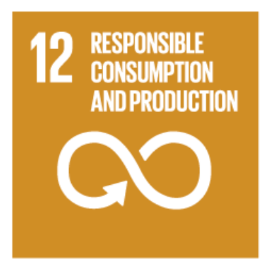 12 RESPONSIBLE
CONSUMPTION
AND PRODUCTION